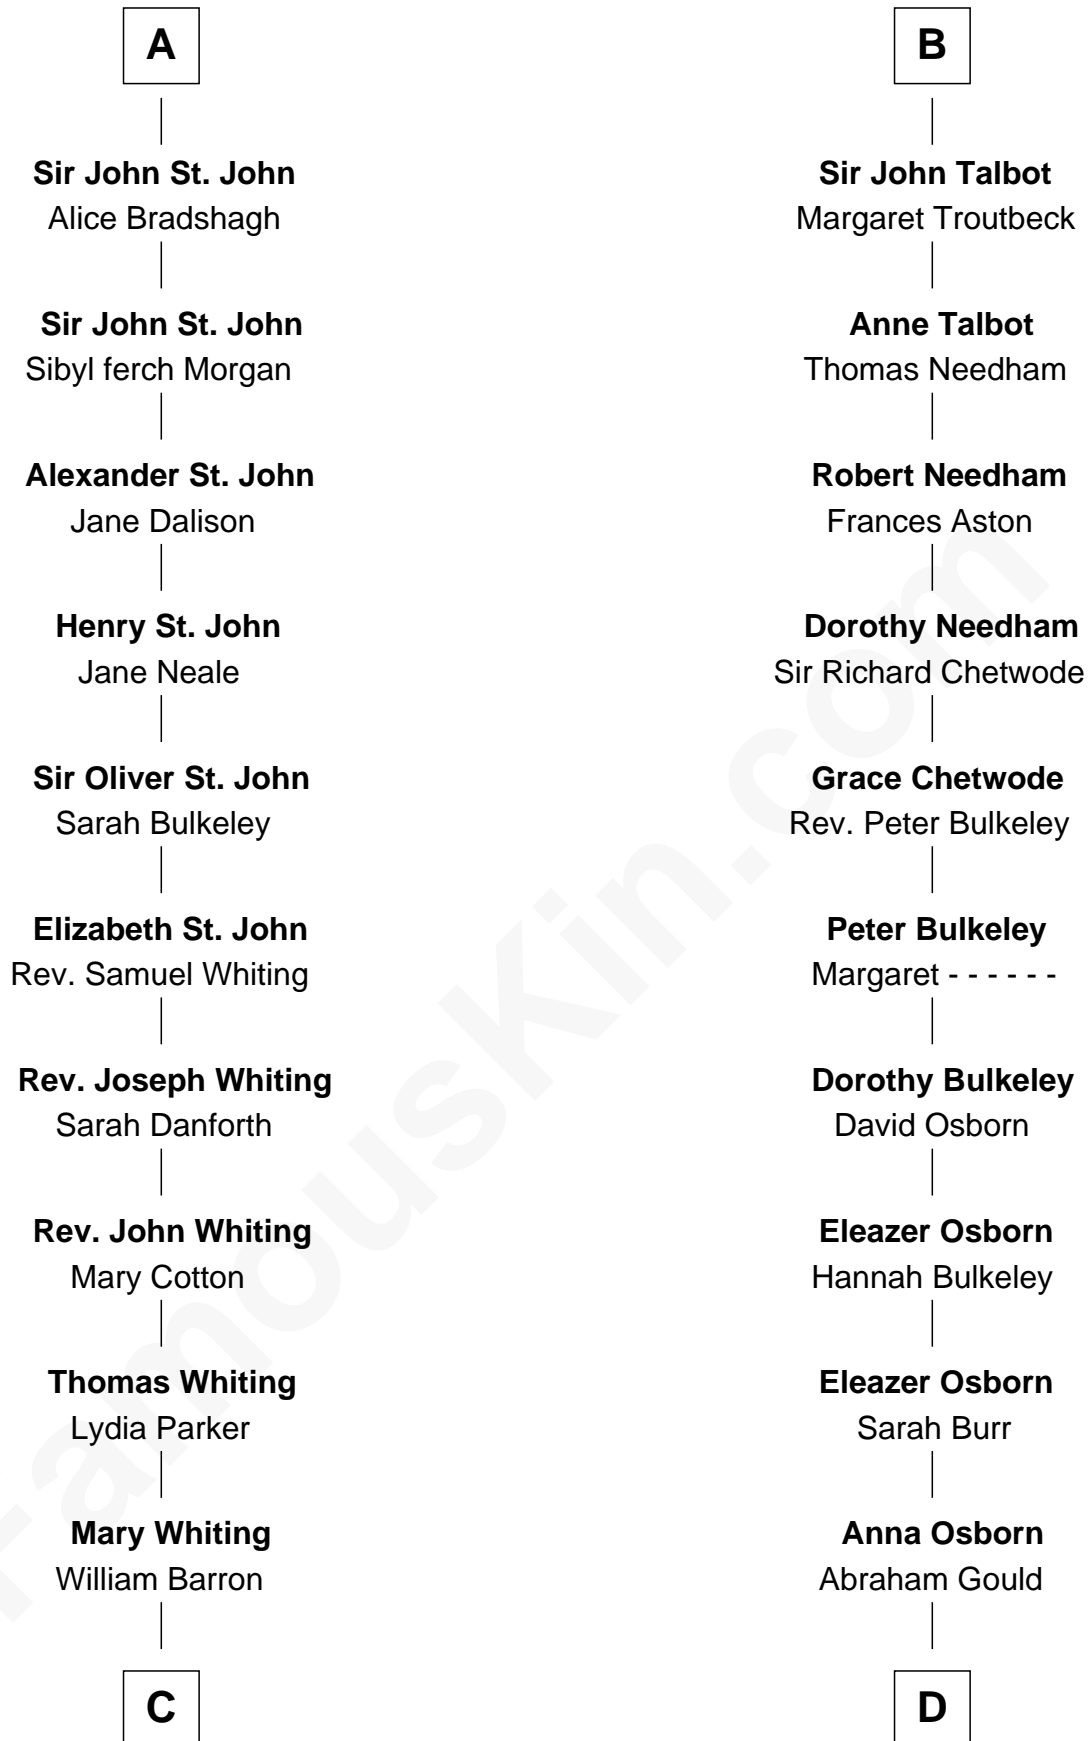 A
Sir John St. John
Alice Bradshagh
Sir John St. John
Sibyl ferch Morgan
Alexander St. John
Jane Dalison
Henry St. John
Jane Neale
Sir Oliver St. John
Sarah Bulkeley
Elizabeth St. John
Rev. Samuel Whiting
Rev. Joseph Whiting
Sarah Danforth
Rev. John Whiting
Mary Cotton
Thomas Whiting
Lydia Parker
Mary Whiting
William Barron
C
B
Sir John Talbot
Margaret Troutbeck
Anne Talbot
Thomas Needham
Robert Needham
Frances Aston
Dorothy Needham
Sir Richard Chetwode
Grace Chetwode
Rev. Peter Bulkeley
Peter Bulkeley
Margaret - - - - - -
Dorothy Bulkeley
David Osborn
Eleazer Osborn
Hannah Bulkeley
Eleazer Osborn
Sarah Burr
Anna Osborn
Abraham Gould
D
FamousKin.com